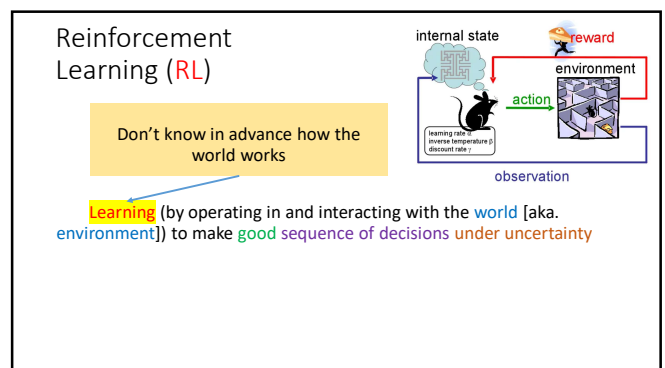 Reinforcement
Learning (RL)
internal state
reward
environment
action
learning rate α
inverse temperature β
discount rate γ
observation
Don’t know in advance how the
world works
Learning (by operating in and interacting with the world [aka.
environment]) to make good sequence of decisions under uncertainty